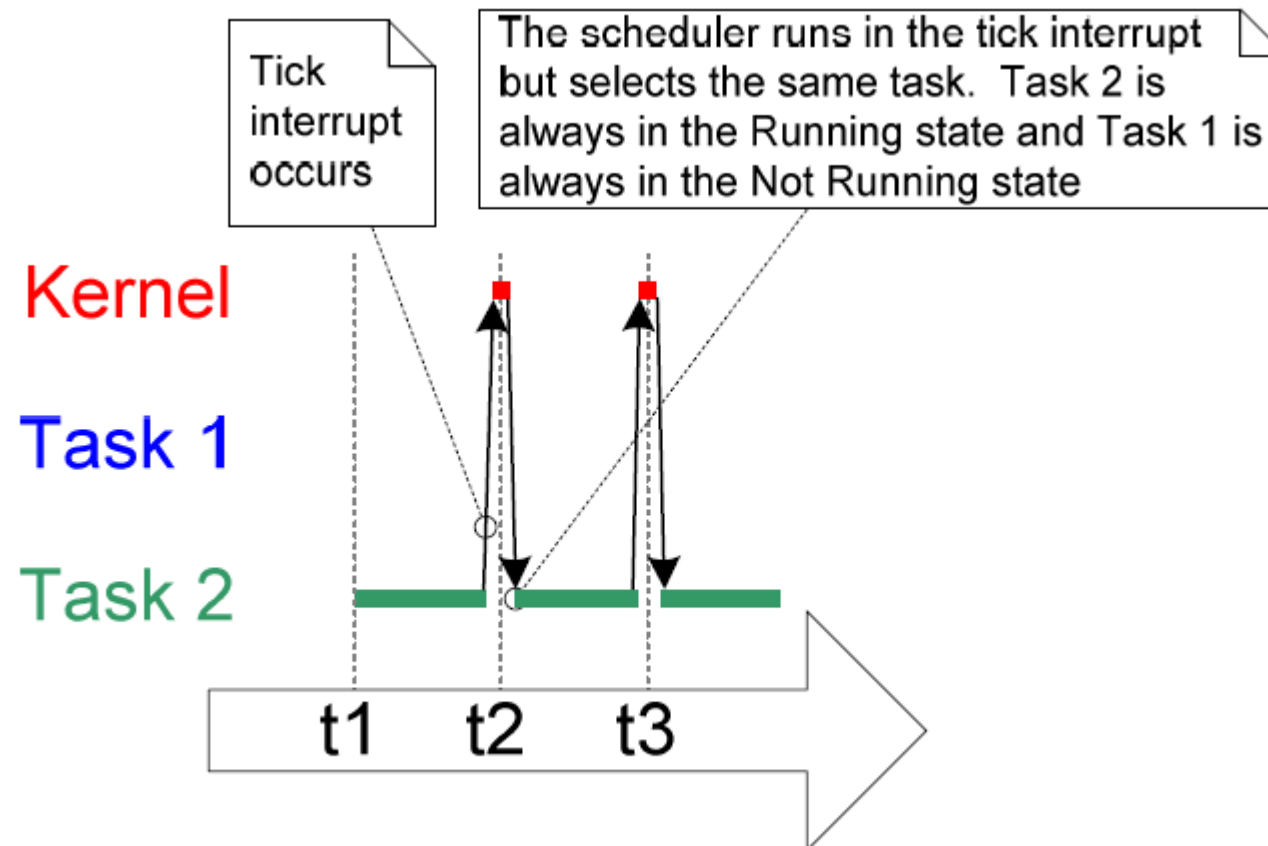 Tick
interrupt
occurs
The scheduler runs in the tick interrupt
but selects the same task.  Task 2 is
always in the Running state and Task 1 is
always in the Not Running state
Kernel
Task 1
Task 2
t1 t2 t3